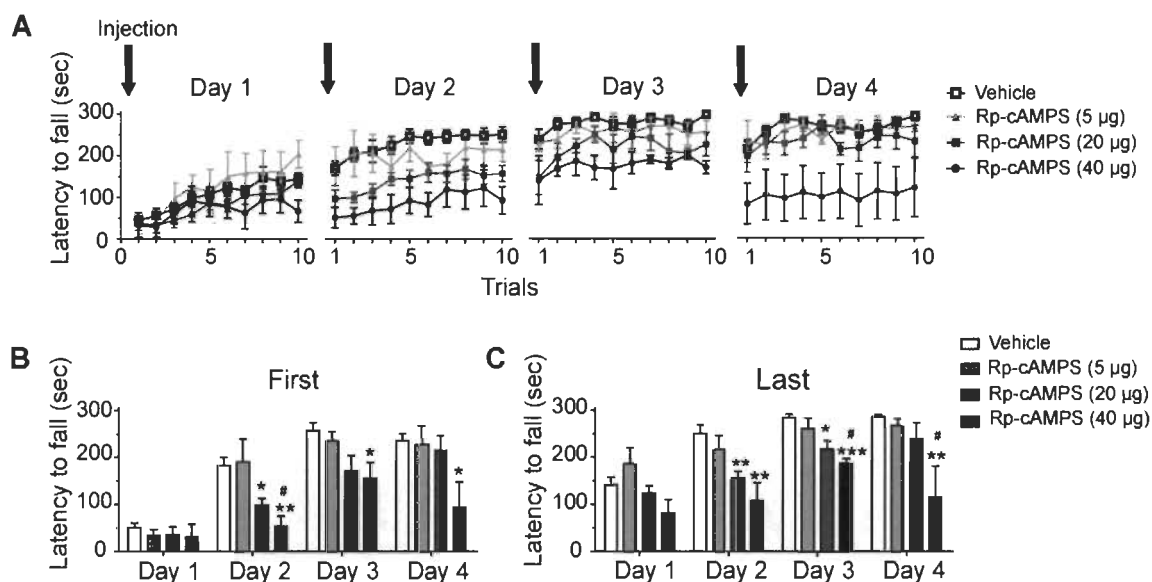 A
Injection
Day 1
Day 2
Day 3
Day 4
Latency to fall (sec)
300
200
100
0
0 5 10
1 5 10
1 5 10
1 5 10
Trials
Vehicle
Rp-cAMPS (5 µg)
Rp-cAMPS (20 µg)
Rp-cAMPS (40 µg)
B
First
Latency to fall (sec)
300
200
100
0
* # ** * *
Day 1 Day 2 Day 3 Day 4
C
Last
Latency to fall (sec)
300
200
100
0
** ** * # *** # **
Day 1 Day 2 Day 3 Day 4
Vehicle
Rp-cAMPS (5 µg)
Rp-cAMPS (20 µg)
Rp-cAMPS (40 µg)